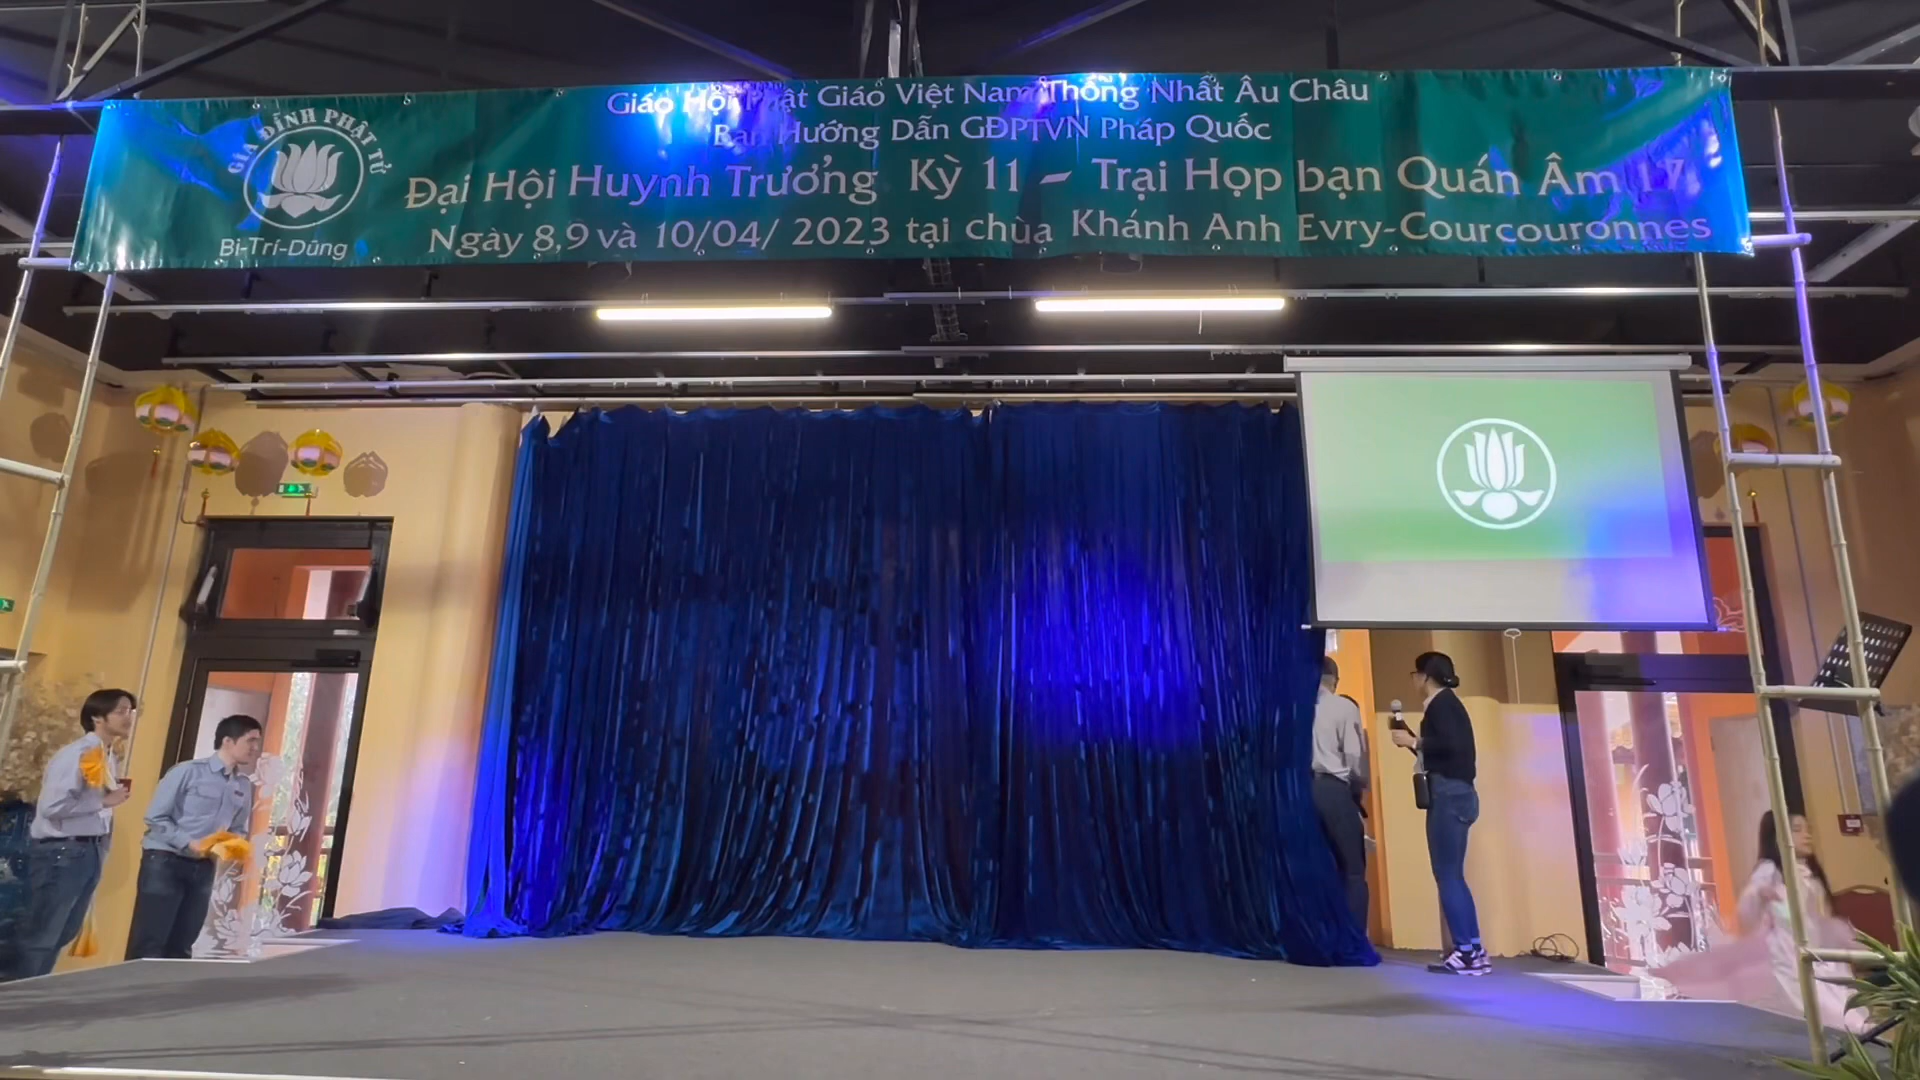 Giáo Hội Phật Giáo Việt Nam Thống Nhất Âu Châu
Ban Hướng Dẫn GĐPTVN Pháp Quốc
GIA ĐÌNH PHẬT TỬ
Đại Hội Huynh Trưởng Kỳ 11 - Trại Họp bạn Quán Âm 17
Bi-Trí-Dũng
Ngày 8,9 và 10/04/ 2023 tại chùa Khánh Anh Evry-Courcouronnes